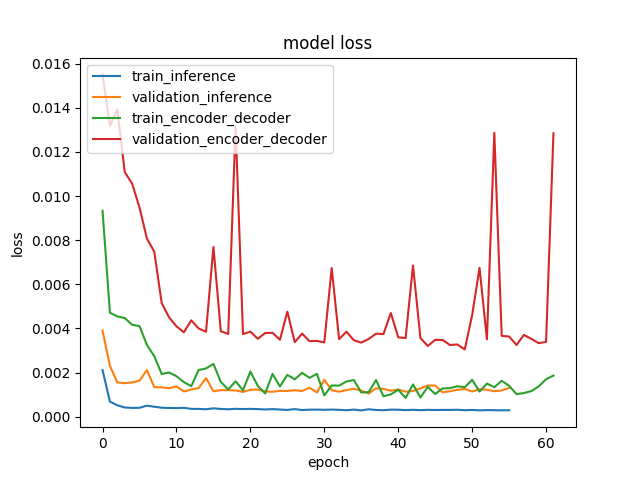 model loss
train_inference
validation_inference
train_encoder_decoder
validation_encoder_decoder
0.016
0.014
0.012
0.010
0.008
0.006
0.004
0.002
0.000
loss
0 10 20 30 40 50 60
epoch